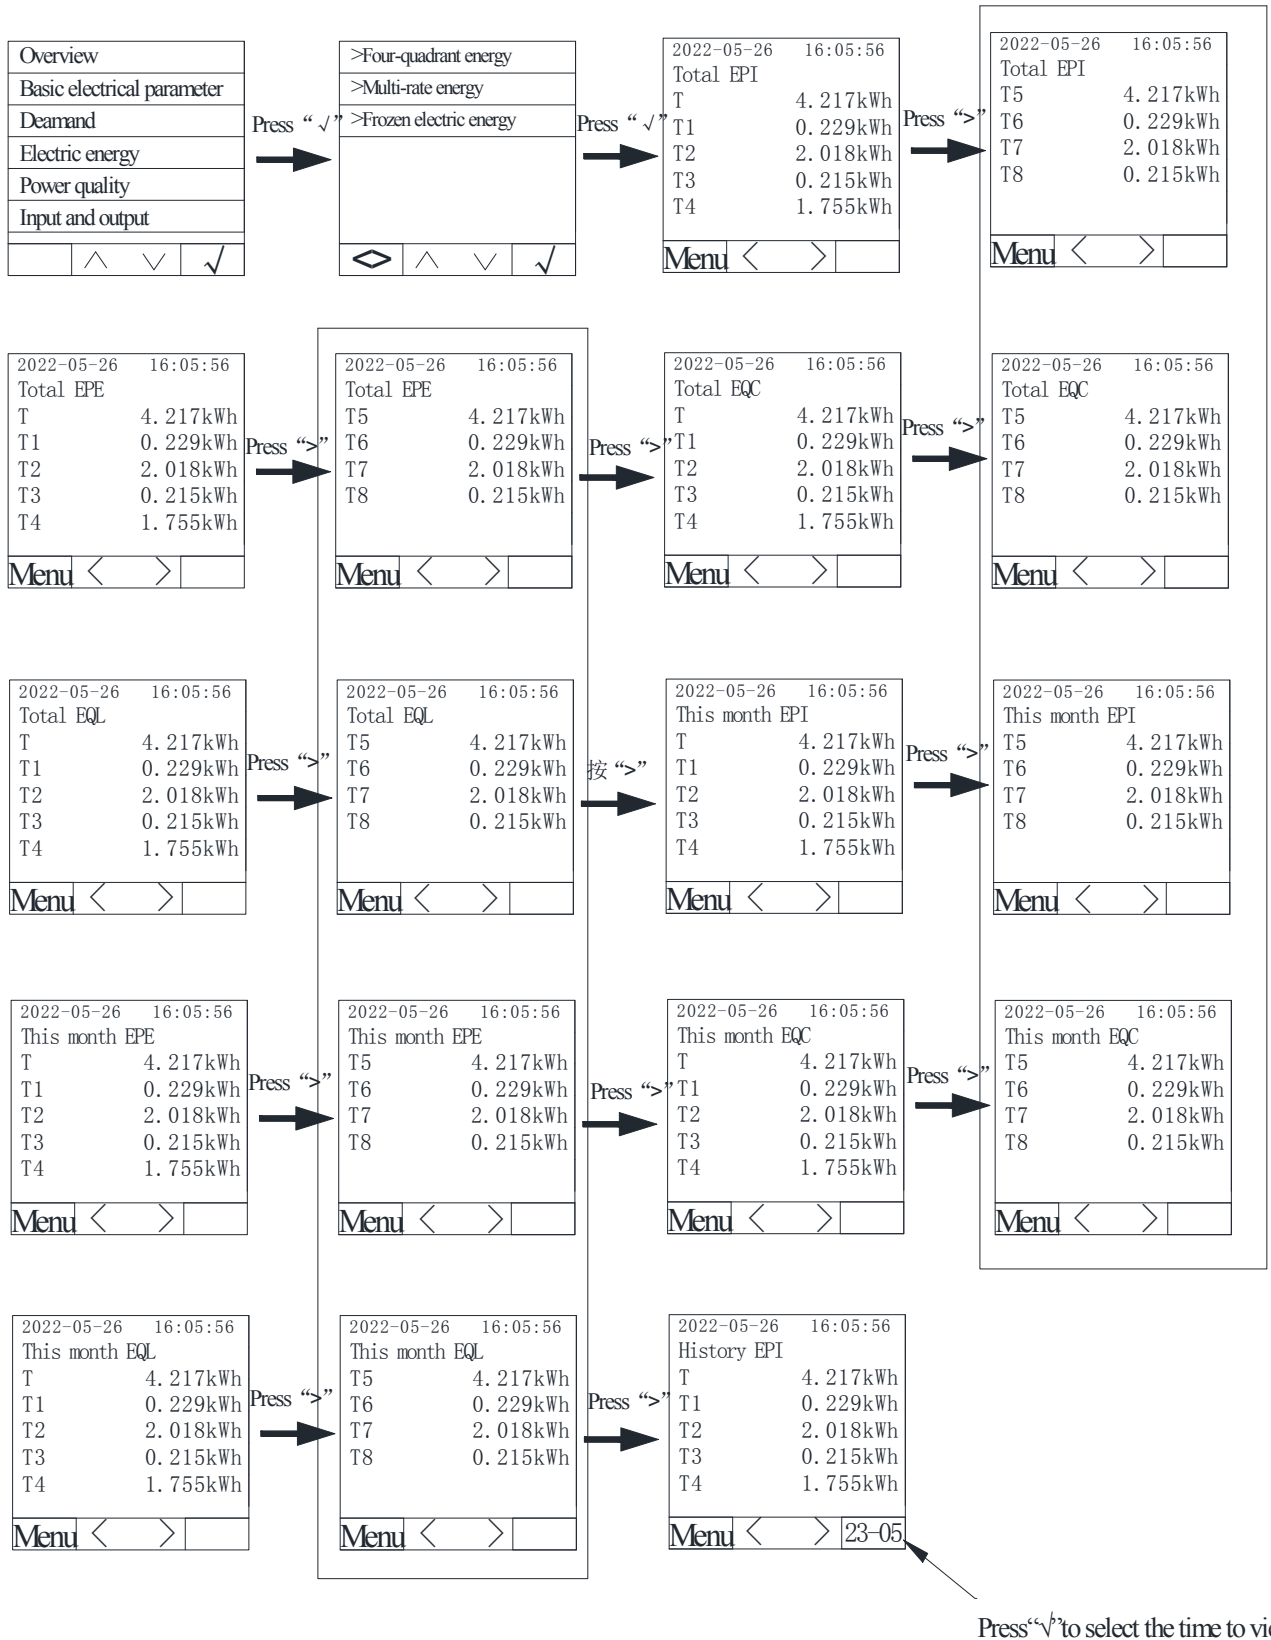 Overview
Basic electrical parameter
Deamand
Electric energy
Power quality
Input and output
√
Press “√”
>Four-quadrant energy
>Multi-rate energy
>Frozen electric energy
<> √
Press “√”
2022-05-26 16:05:56
Total EPI
T 4.217kWh
T1 0.229kWh
T2 2.018kWh
T3 0.215kWh
T4 1.755kWh
Menu < >
Press “>”
2022-05-26 16:05:56
Total EPI
T5 4.217kWh
T6 0.229kWh
T7 2.018kWh
T8 0.215kWh
Menu < >
2022-05-26 16:05:56
Total EPE
T 4.217kWh
T1 0.229kWh
T2 2.018kWh
T3 0.215kWh
T4 1.755kWh
Menu < >
Press “>”
2022-05-26 16:05:56
Total EPE
T5 4.217kWh
T6 0.229kWh
T7 2.018kWh
T8 0.215kWh
Menu < >
Press “>”
2022-05-26 16:05:56
Total EQC
T 4.217kWh
T1 0.229kWh
T2 2.018kWh
T3 0.215kWh
T4 1.755kWh
Menu < >
Press “>”
2022-05-26 16:05:56
Total EQC
T5 4.217kWh
T6 0.229kWh
T7 2.018kWh
T8 0.215kWh
Menu < >
2022-05-26 16:05:56
Total EQL
T 4.217kWh
T1 0.229kWh
T2 2.018kWh
T3 0.215kWh
T4 1.755kWh
Menu < >
Press “>”
2022-05-26 16:05:56
Total EQL
T5 4.217kWh
T6 0.229kWh
T7 2.018kWh
T8 0.215kWh
Menu < >
按 “>”
2022-05-26 16:05:56
This month EPI
T 4.217kWh
T1 0.229kWh
T2 2.018kWh
T3 0.215kWh
T4 1.755kWh
Menu < >
Press “>”
2022-05-26 16:05:56
This month EPI
T5 4.217kWh
T6 0.229kWh
T7 2.018kWh
T8 0.215kWh
Menu < >
2022-05-26 16:05:56
This month EPE
T 4.217kWh
T1 0.229kWh
T2 2.018kWh
T3 0.215kWh
T4 1.755kWh
Menu < >
Press “>”
2022-05-26 16:05:56
This month EPE
T5 4.217kWh
T6 0.229kWh
T7 2.018kWh
T8 0.215kWh
Menu < >
Press “>”
2022-05-26 16:05:56
This month EQC
T 4.217kWh
T1 0.229kWh
T2 2.018kWh
T3 0.215kWh
T4 1.755kWh
Menu < >
Press “>”
2022-05-26 16:05:56
This month EQC
T5 4.217kWh
T6 0.229kWh
T7 2.018kWh
T8 0.215kWh
Menu < >
2022-05-26 16:05:56
This month EQL
T 4.217kWh
T1 0.229kWh
T2 2.018kWh
T3 0.215kWh
T4 1.755kWh
Menu < >
Press “>”
2022-05-26 16:05:56
This month EQL
T5 4.217kWh
T6 0.229kWh
T7 2.018kWh
T8 0.215kWh
Menu < >
Press “>”
2022-05-26 16:05:56
History EPI
T 4.217kWh
T1 0.229kWh
T2 2.018kWh
T3 0.215kWh
T4 1.755kWh
Menu < > 23-05
Press“√”to select the time to